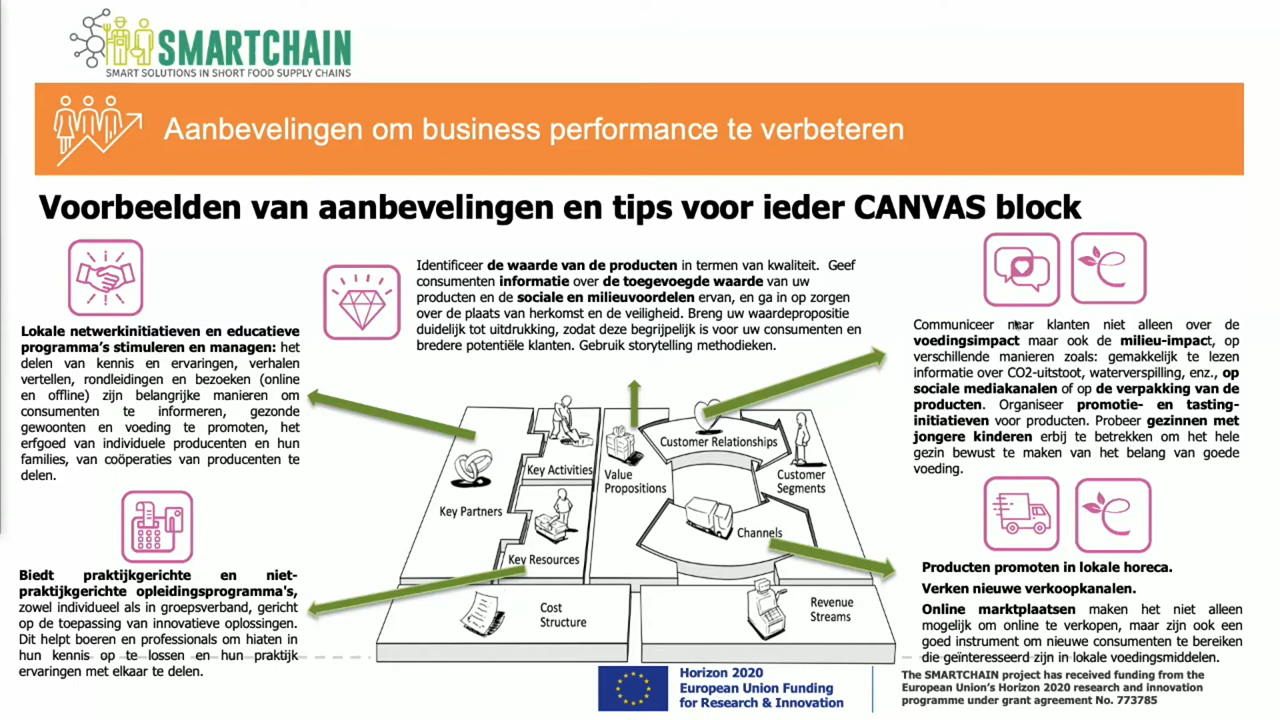 SMARTCHAIN
SMART SOLUTIONS IN SHORT FOOD SUPPLY CHAINS
Aanbevelingen om business performance te verbeteren
Voorbeelden van aanbevelingen en tips voor ieder CANVAS block
Lokale netwerkinitiatieven en educatieve
programma's stimuleren en managen: het
delen van kennis en ervaringen, verhalen
vertellen, rondleidingen en bezoeken (online
en offline) zijn belangrijke manieren om
consumenten te informeren, gezonde
gewoonten en voeding te promoten, het
erfgoed van individuele producenten en hun
families, van coöperaties van producenten te
delen.
Biedt praktijkgerichte en niet-
praktijkgerichte opleidingsprogramma's,
zowel individueel als in groepsverband, gericht
op de toepassing van innovatieve oplossingen.
Dit helpt boeren en professionals om hiaten in
hun kennis op te lossen en hun praktijk
ervaringen met elkaar te delen.
Identificeer de waarde van de producten in termen van kwaliteit. Geef
consumenten informatie over de toegevoegde waarde van uw
producten en de sociale en milieuvoordelen ervan, en ga in op zorgen
over de plaats van herkomst en de veiligheid. Breng uw waardepropositie
duidelijk tot uitdrukking, zodat deze begrijpelijk is voor uw consumenten en
bredere potentiële klanten. Gebruik storytelling methodieken.
Key Partners
Key Activities
Key Resources
Value
Propositions
Customer Relationships
Customer
Segments
Channels
Cost
Structure
Revenue
Streams
Communiceer naar klanten niet alleen over de
voedingsimpact maar ook de milieu-impact, op
verschillende manieren zoals: gemakkelijk te lezen
informatie over CO2-uitstoot, waterverspilling, enz., op
sociale mediakanalen of op de verpakking van de
producten. Organiseer promotie- en tasting-
initiatieven voor producten. Probeer gezinnen met
jongere kinderen erbij te betrekken om het hele
gezin bewust te maken van het belang van goede
voeding.
Producten promoten in lokale horeca.
Verken nieuwe verkoopkanalen.
Online marktplaatsen maken het niet alleen
mogelijk om online te verkopen, maar zijn ook een
goed instrument om nieuwe consumenten te bereiken
die geïnteresseerd zijn in lokale voedingsmiddelen.
Horizon 2020
European Union Funding
for Research & Innovation
The SMARTCHAIN project has received funding from the
European Union's Horizon 2020 research and innovation
programme under grant agreement No. 773785